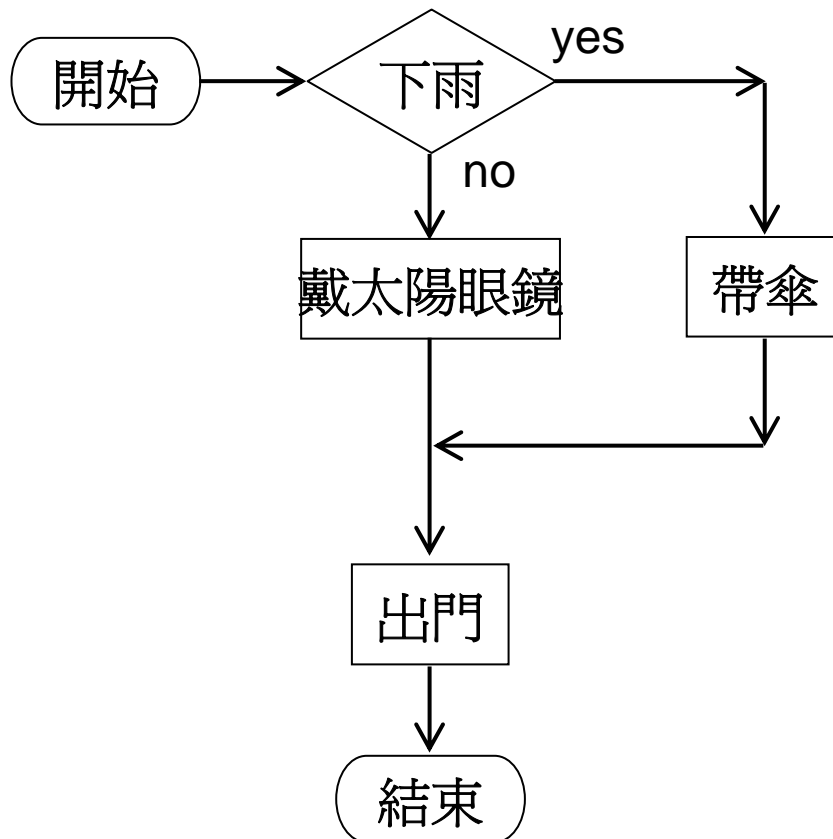 開始
下雨
yes
no
戴太陽眼鏡
帶傘
出門
結束